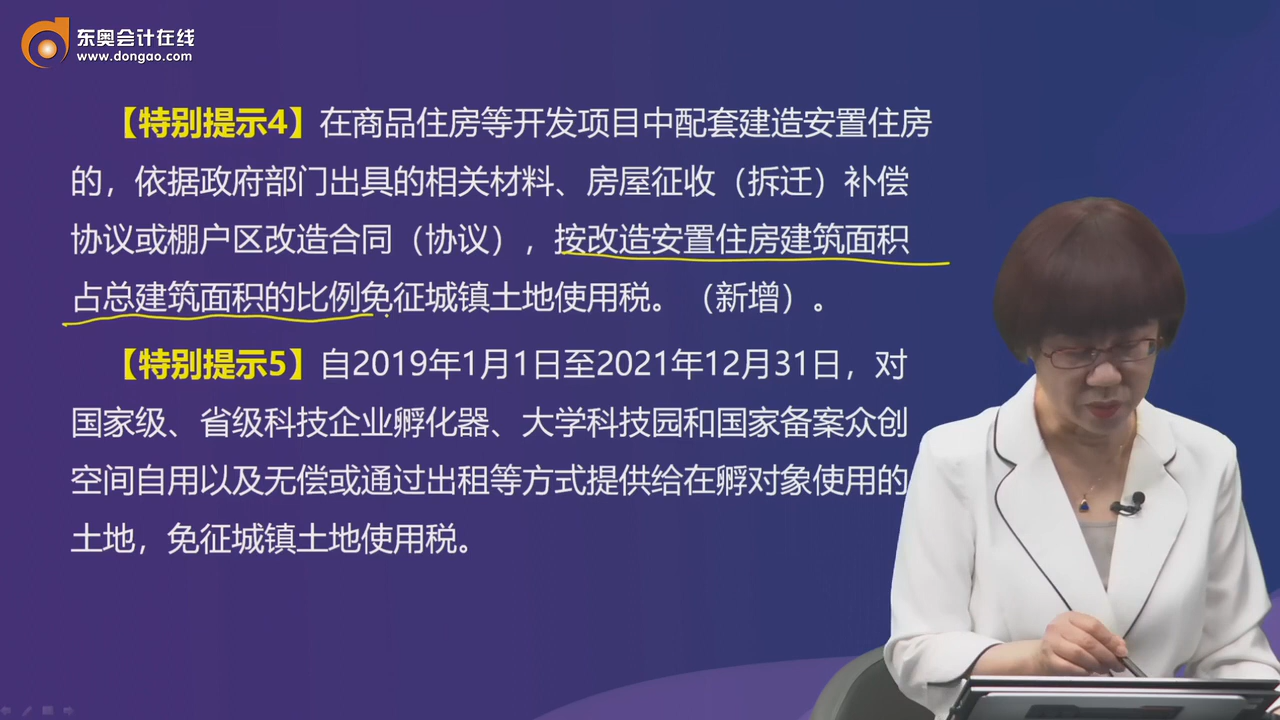 东奥会计在线
www.dongao.com
【特别提示4】在商品住房等开发项目中配套建造安置住房
的，依据政府部门出具的相关材料、房屋征收（拆迁）补偿
协议或棚户区改造合同（协议），按改造安置住房建筑面积
占总建筑面积的比例免征城镇土地使用税。（新增）。
【特别提示5】自2019年1月1日至2021年12月31日，对
国家级、省级科技企业孵化器、大学科技园和国家备案众创
空间自用以及无偿或通过出租等方式提供给在孵对象使用的
土地，免征城镇土地使用税。